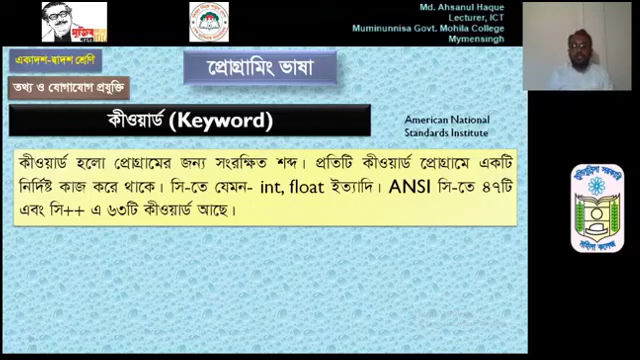 Md. Ahsanul Haque
Lecturer, ICT
Muminunnisa Govt. Mohila College
Mymensingh
একাদশ-দ্বাদশ শ্রেণি
প্রোগ্রামিং ভাষা
তথ্য ও যোগাযোগ প্রযুক্তি
কীওয়ার্ড (Keyword)
American National
Standards Institute
কীওয়ার্ড হলো প্রোগ্রামের জন্য সংরক্ষিত শব্দ। প্রতিটি কীওয়ার্ড প্রোগ্রামে একটি
নির্দিষ্ট কাজ করে থাকে। সি-তে যেমন- int, float ইত্যাদি। ANSI সি-তে ৪৭টি
এবং সি++ এ ৬৩টি কীওয়ার্ড আছে।
মহিলা কলেজ